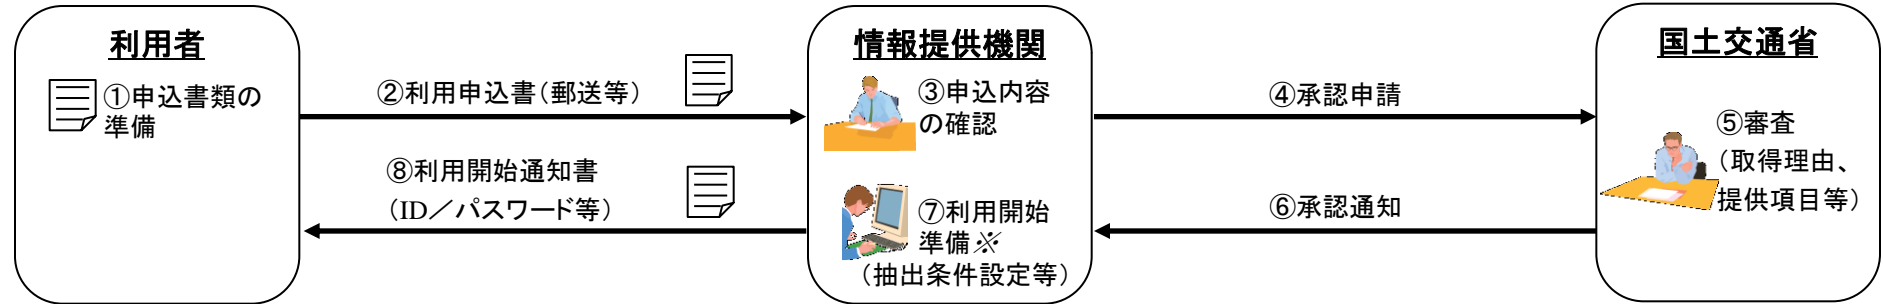 利用者
①申込書類の
準備
②利用申込書(郵送等)
⑧利用開始通知書
(ID/パスワード等)
情報提供機関
③申込内容
の確認
⑦利用開始
準備※
(抽出条件設定等)
④承認申請
⑥承認通知
国土交通省
⑤審査
(取得理由、
提供項目等)